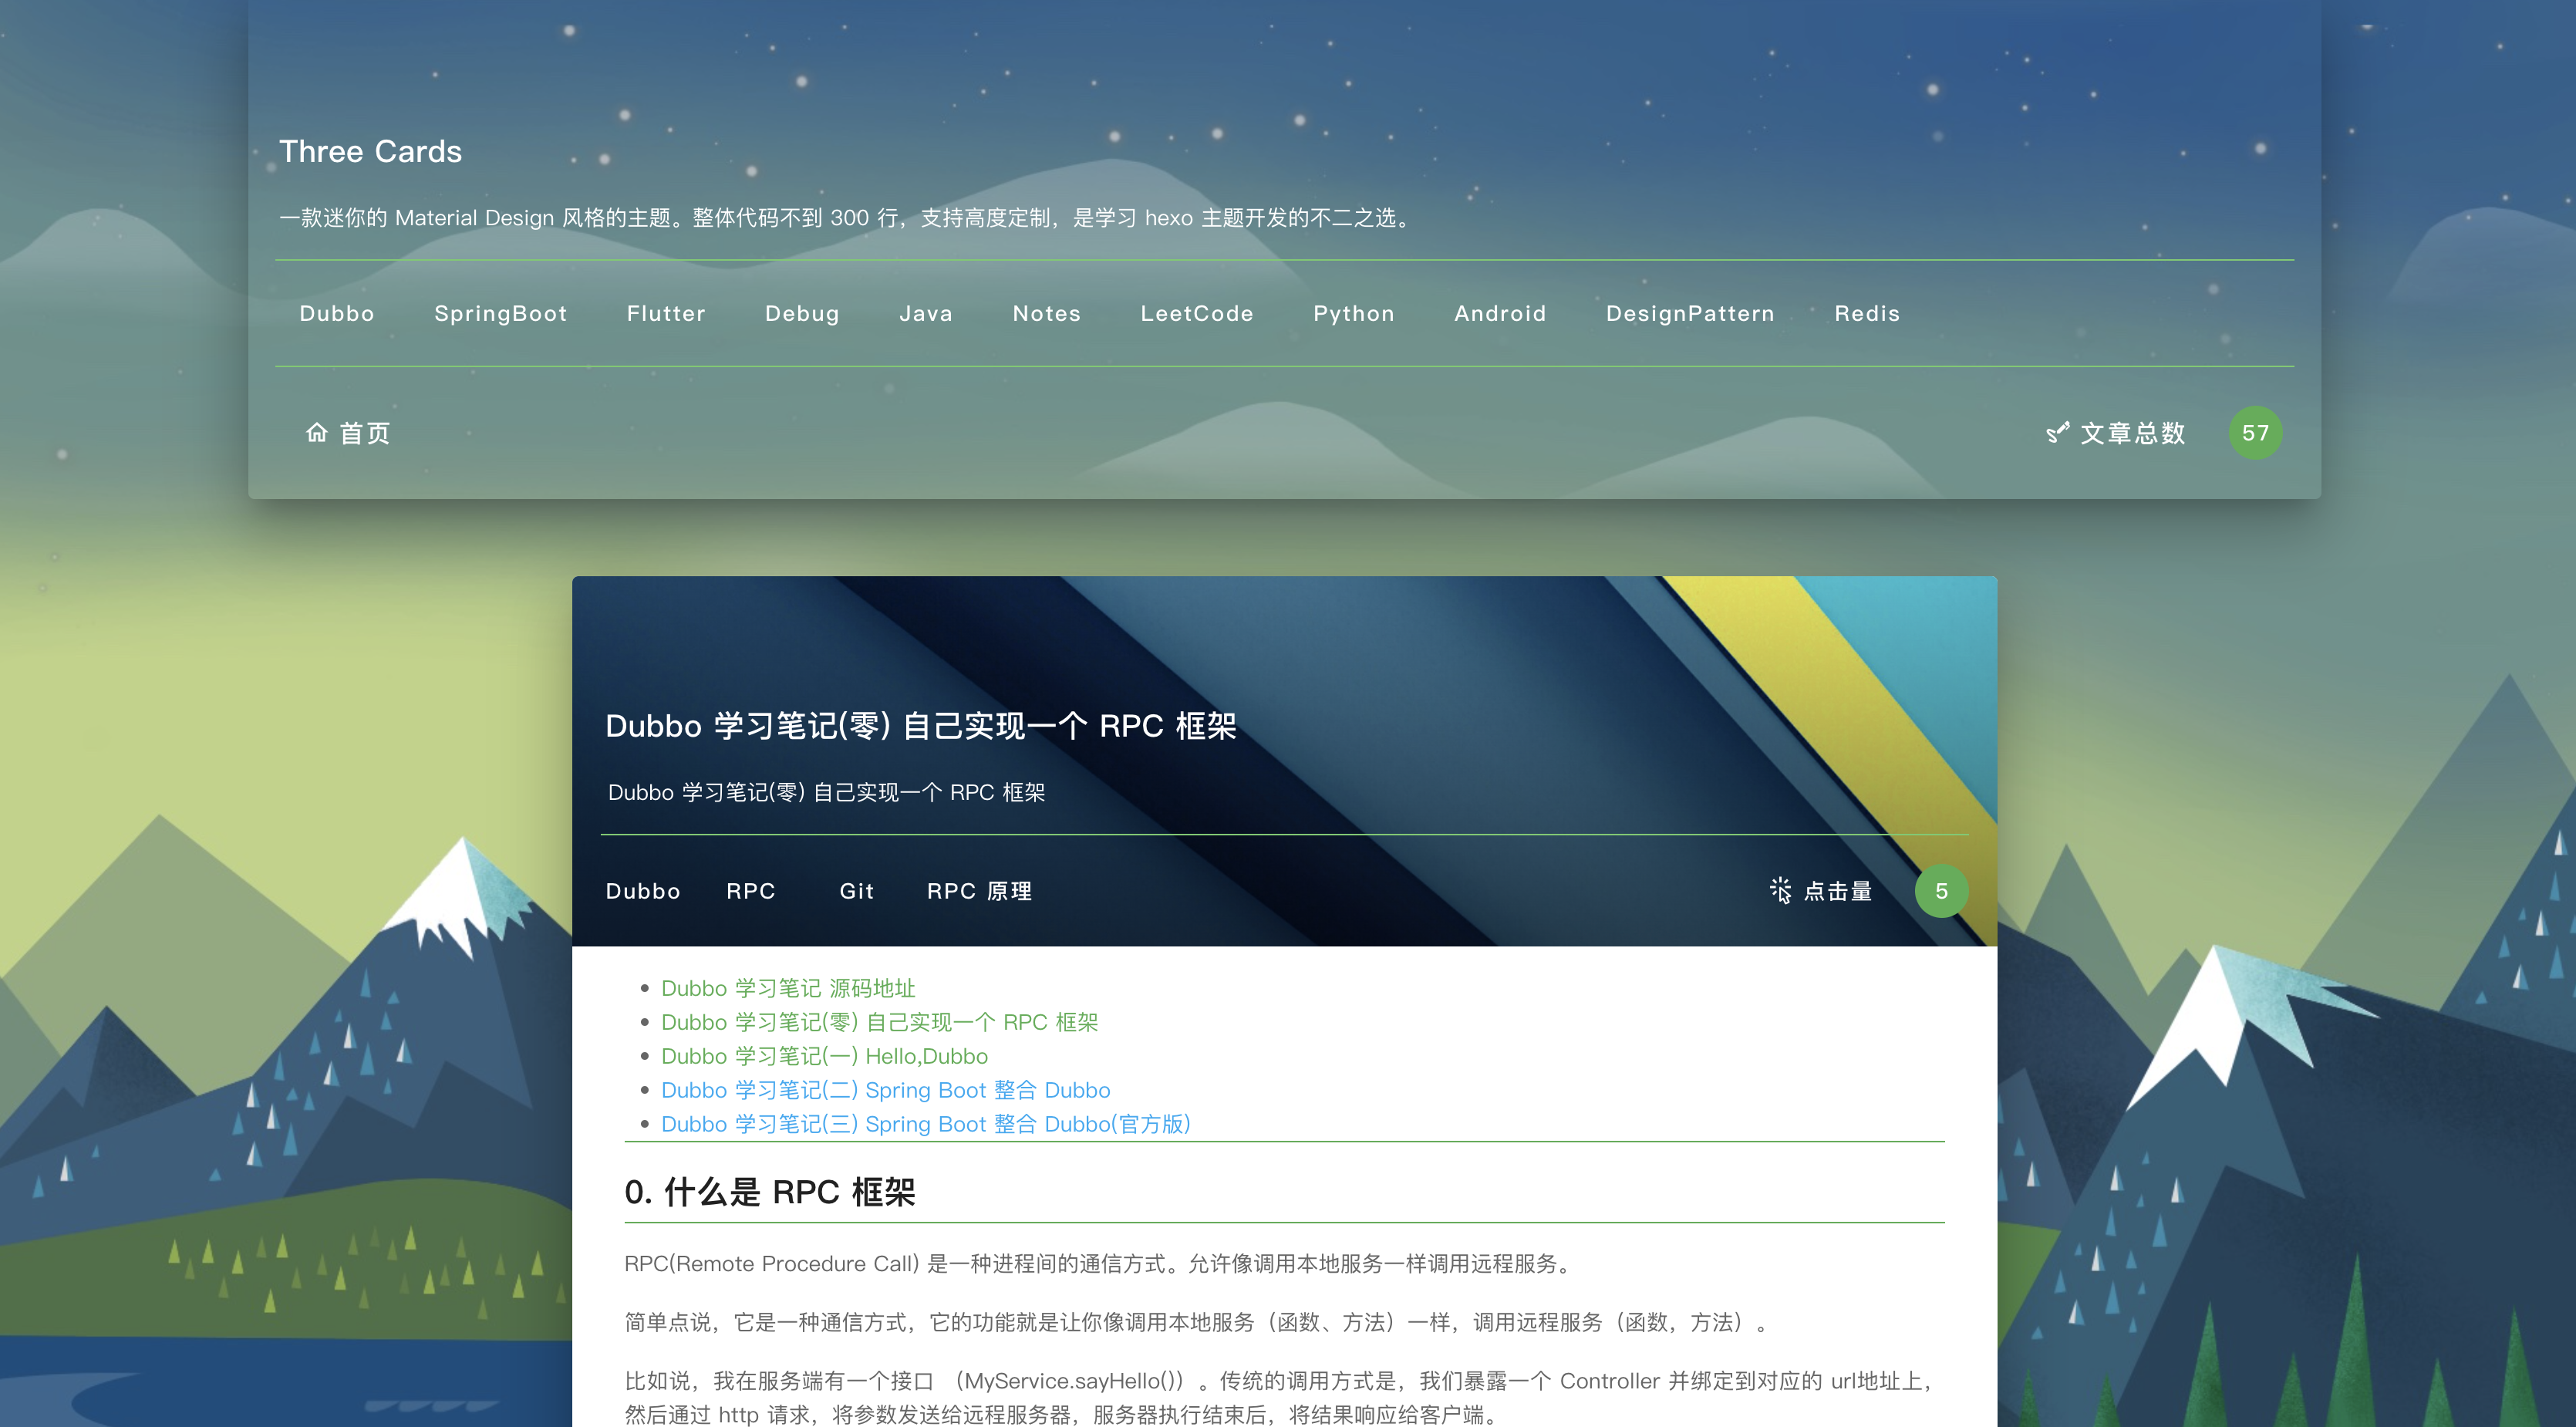 Three Cards
一款迷你的 Material Design 风格的主题。整体代码不到 300 行，支持高度定制，是学习 hexo 主题开发的不二之选。
Dubbo SpringBoot Flutter Debug Java Notes LeetCode Python Android DesignPattern Redis
首页 文章总数 57
Dubbo 学习笔记(零) 自己实现一个 RPC 框架
Dubbo 学习笔记(零) 自己实现一个 RPC 框架
Dubbo RPC Git RPC 原理 点击量 5
Dubbo 学习笔记 源码地址
Dubbo 学习笔记(零) 自己实现一个 RPC 框架
Dubbo 学习笔记(一) Hello,Dubbo
Dubbo 学习笔记(二) Spring Boot 整合 Dubbo
Dubbo 学习笔记(三) Spring Boot 整合 Dubbo(官方版)
0. 什么是 RPC 框架
RPC(Remote Procedure Call) 是一种进程间的通信方式。允许像调用本地服务一样调用远程服务。
简单点说，它是一种通信方式，它的功能就是让你像调用本地服务（函数、方法）一样，调用远程服务（函数，方法）。
比如说，我在服务端有一个接口 （MyService.sayHello()）。传统的调用方式是，我们暴露一个 Controller 并绑定到对应的 url地址上，
然后通过 http 请求，将参数发送给远程服务器，服务器执行结束后，将结果响应给客户端。